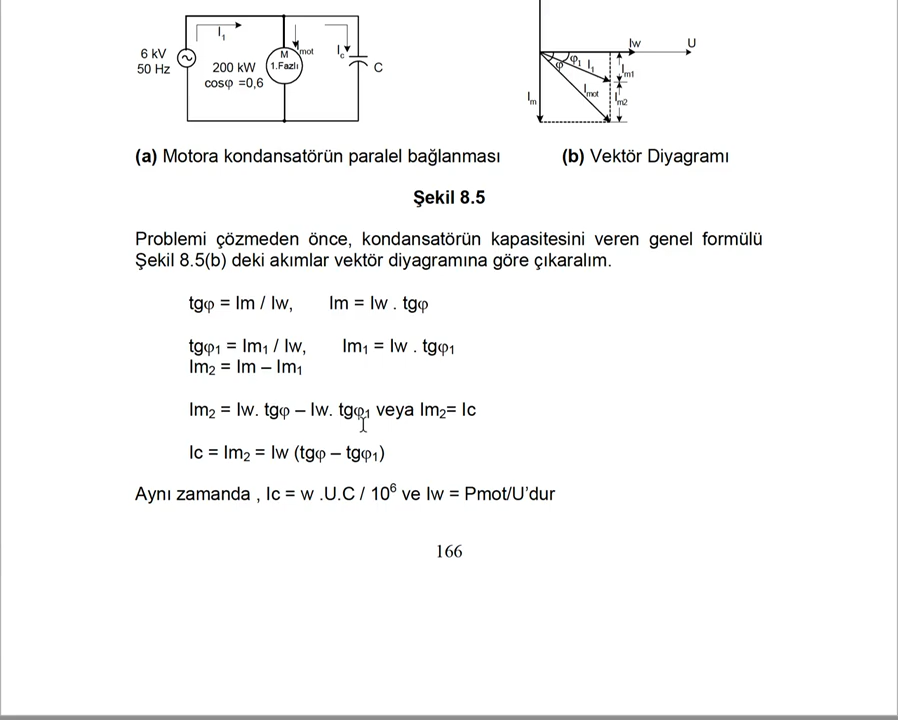 I₁
6 kV
50 Hz
200 kW
cosφ =0,6
M
1.Fazlı
Imot
Ic
C
Iw
U
φ
φ1
I₁
Imot
Im
Im1
Im2
(a) Motora kondansatörün paralel bağlanması
(b) Vektör Diyagramı
Şekil 8.5
Problemi çözmeden önce, kondansatörün kapasitesini veren genel formülü
Şekil 8.5(b) deki akımlar vektör diyagramına göre çıkaralım.
tgφ = Im / Iw, Im = Iw . tgφ
tgφ₁ = Im₁ / Iw, Im₁ = Iw . tgφ₁
Im₂ = Im – Im₁
Im₂ = Iw. tgφ – Iw. tgφ₁ veya Im₂= Ic
Ic = Im₂ = Iw (tgφ – tgφ₁)
Aynı zamanda , Ic = w .U.C / 10⁶ ve Iw = Pmot/U’dur
166